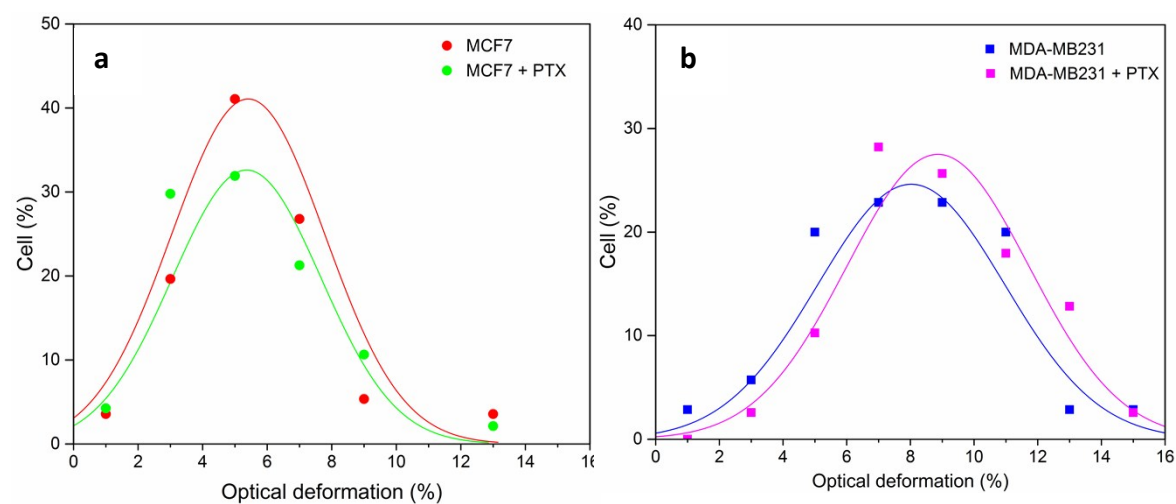 a
MCF7
MCF7 + PTX
50
40
30
20
10
0
Cell (%)
0 2 4 6 8 10 12 14 16
Optical deformation (%)
b
MDA-MB231
MDA-MB231 + PTX
40
30
20
10
0
Cell (%)
0 2 4 6 8 10 12 14 16
Optical deformation (%)